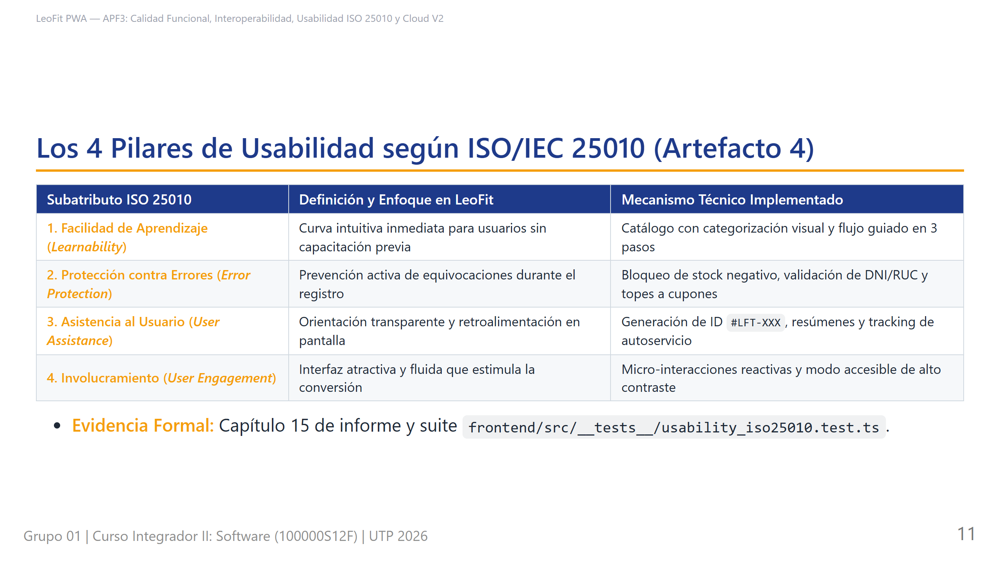 LeoFit PWA — APF3: Calidad Funcional, Interoperabilidad, Usabilidad ISO 25010 y Cloud V2
Los 4 Pilares de Usabilidad según ISO/IEC 25010 (Artefacto 4)
Subatributo ISO 25010
Definición y Enfoque en LeoFit
Mecanismo Técnico Implementado
1. Facilidad de Aprendizaje
(Learnability)
Curva intuitiva inmediata para usuarios sin
capacitación previa
Catálogo con categorización visual y flujo guiado en 3
pasos
2. Protección contra Errores (Error
Protection)
Prevención activa de equivocaciones durante el
registro
Bloqueo de stock negativo, validación de DNI/RUC y
topes a cupones
3. Asistencia al Usuario (User
Assistance)
Orientación transparente y retroalimentación en
pantalla
Generación de ID #LFT-XXX, resúmenes y tracking de
autoservicio
4. Involucramiento (User Engagement)
Interfaz atractiva y fluida que estimula la
conversión
Micro-interacciones reactivas y modo accesible de alto
contraste
• Evidencia Formal: Capítulo 15 de informe y suite frontend/src/__tests__/usability_iso25010.test.ts.
Grupo 01 | Curso Integrador II: Software (100000S12F) | UTP 2026
11